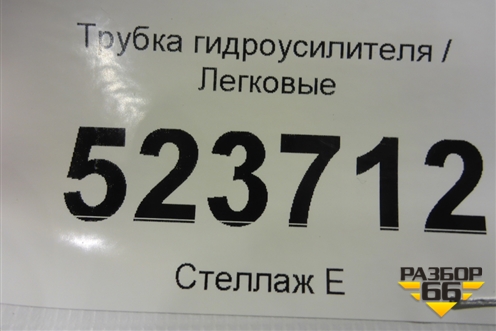 Трубка гидроусилителя /
Легковые
523712
Стеллаж Е
РАЗБОР
66